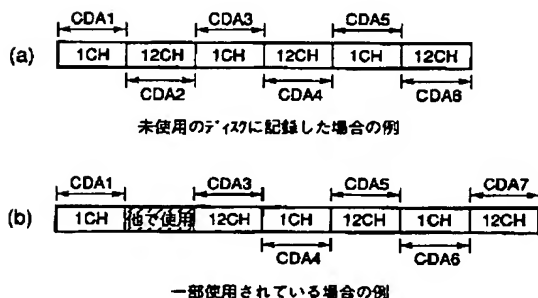 CDA1 CDA3 CDA5
(a) 1CH 12CH 1CH 12CH 1CH 12CH
CDA2 CDA4 CDA6
未使用のディスクに記録した場合の例
CDA1 CDA3 CDA5 CDA7
(b) 1CH 他で使用 12CH 1CH 12CH 1CH 12CH
CDA4 CDA6
一部使用されている場合の例